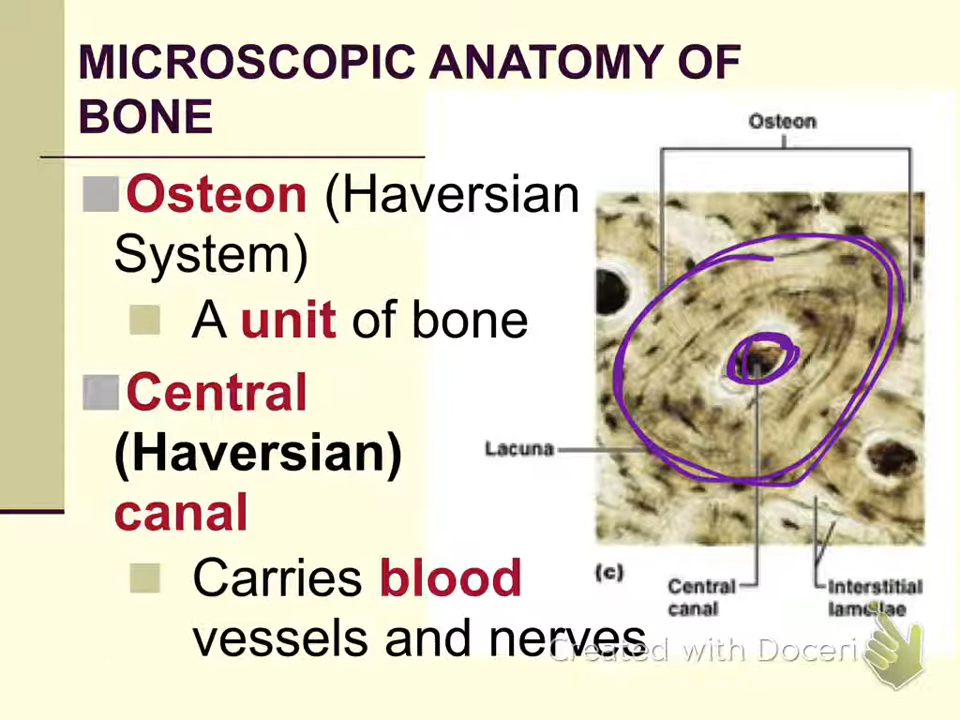 MICROSCOPIC ANATOMY OF
BONE
Osteon (Haversian
System)
A unit of bone
Central
(Haversian)
canal
Carries blood
vessels and nerves
Osteon
Lacuna
(c)
Central
canal
Interstitial
lamellae
Created with Doceri